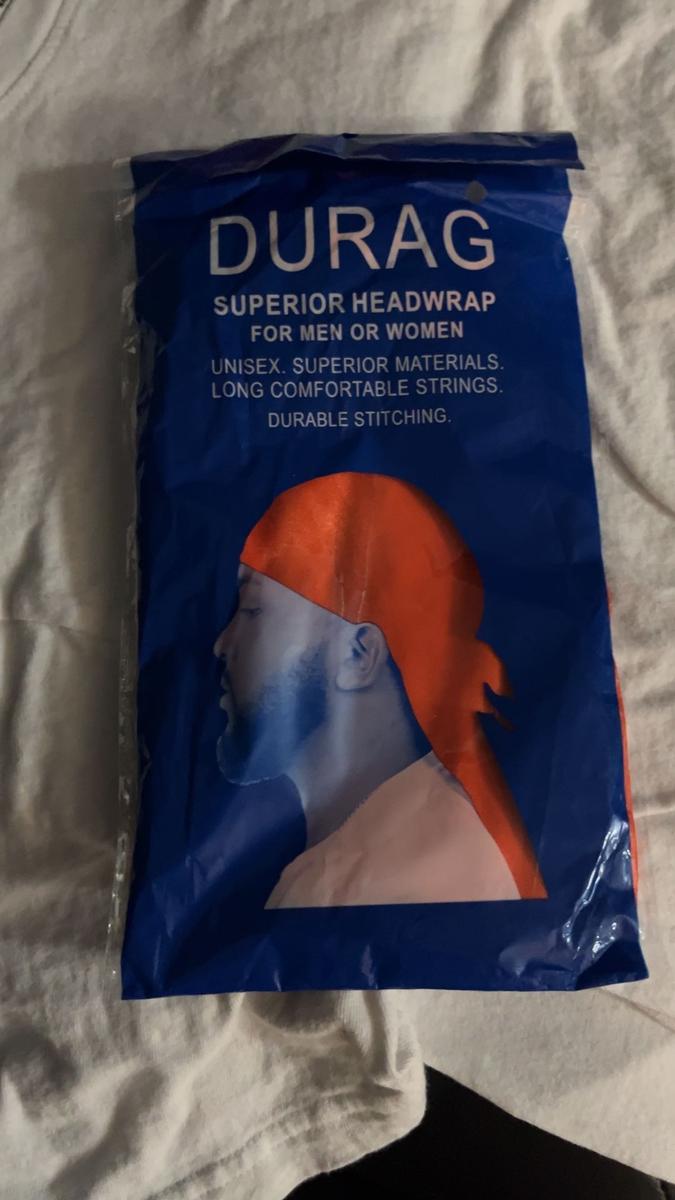 DURAG
SUPERIOR HEADWRAP
FOR MEN OR WOMEN
UNISEX. SUPERIOR MATERIALS.
LONG COMFORTABLE STRINGS.
DURABLE STITCHING.